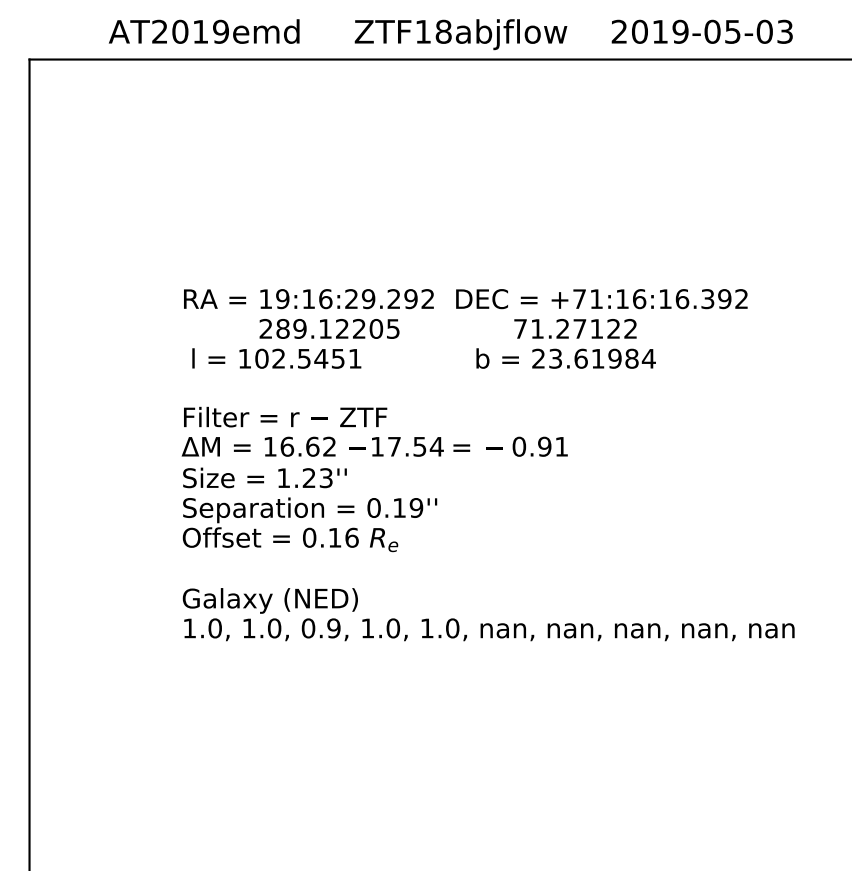 AT2019emd ZTF18abjflow 2019-05-03
RA = 19:16:29.292 DEC = +71:16:16.392
289.12205 71.27122
l = 102.5451 b = 23.61984
Filter = r − ZTF
ΔM = 16.62 −17.54 = − 0.91
Size = 1.23''
Separation = 0.19''
Offset = 0.16 Re
Galaxy (NED)
1.0, 1.0, 0.9, 1.0, 1.0, nan, nan, nan, nan, nan